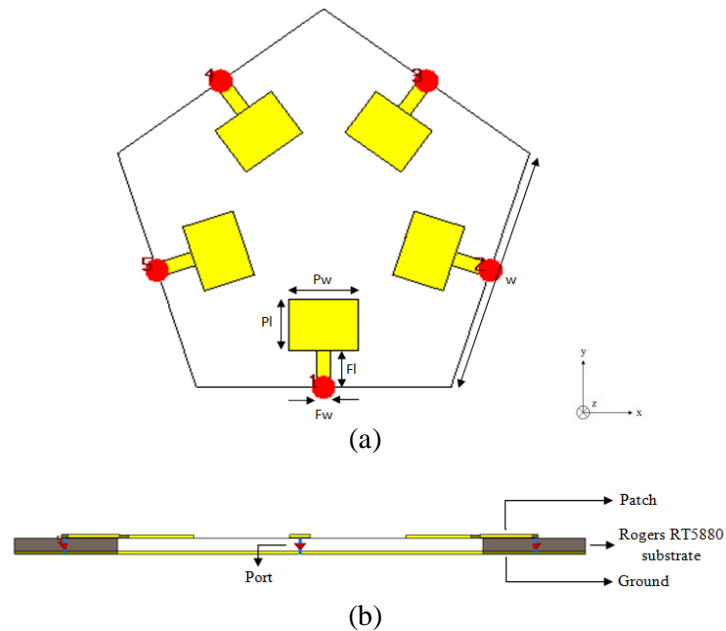 4
3
5
2
w
Pw
Pl
Fl
1
Fw
y
z
x
(a)
Patch
Rogers RT5880
substrate
Port
Ground
(b)